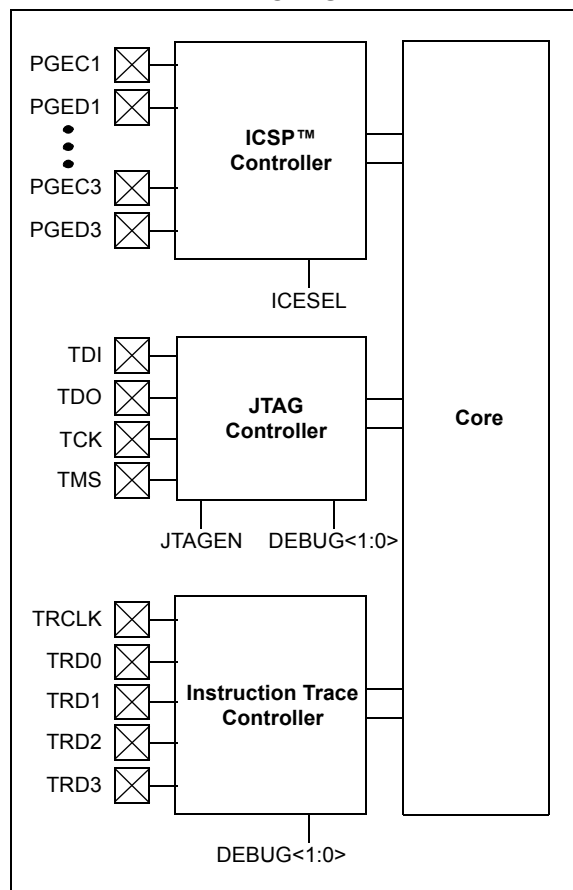 PGEC1
PGED1
PGEC3
PGED3
ICSP™
Controller
ICESEL
TDI
TDO
TCK
TMS
JTAG
Controller
JTAGEN
DEBUG<1:0>
Core
TRCLK
TRD0
TRD1
TRD2
TRD3
Instruction Trace
Controller
DEBUG<1:0>